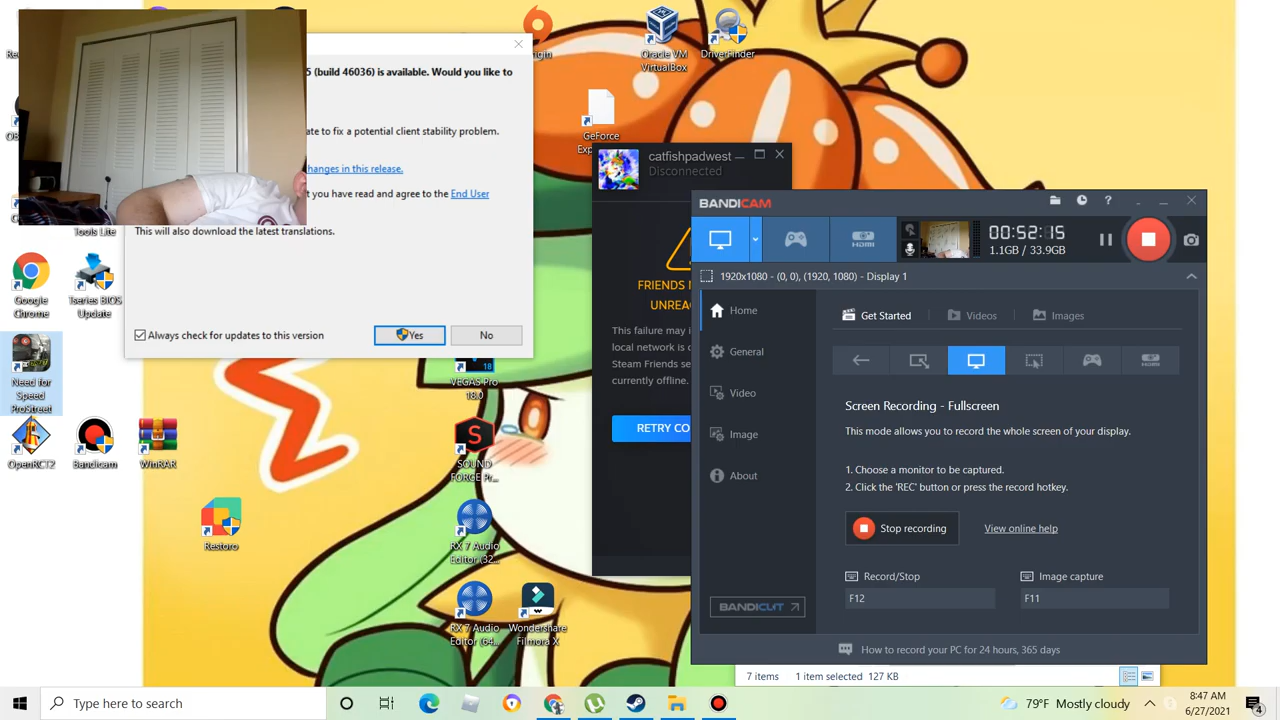 5 (build 46036) is available. Would you like to
ate to fix a potential client stability problem.
hanges in this release.
t you have read and agree to the End User
This will also download the latest translations.
Always check for updates to this version
Yes
No
Tools Lite
Google
Chrome
Tseries BIOS
Update
Need for
Speed
ProStreet
OpenRCT2
Bandicam
WinRAR
Restoro
Oracle VM
VirtualBox
DriverFinder
GeForce
VEGAS Pro
18.0
18
SOUND
FORCE Pr...
RX 7 Audio
Editor (32...
RX 7 Audio
Editor (64...
Wondershare
Filmora X
catfishpadwest
Disconnected
FRIENDS
UNREA
This failure may i
local network is
Steam Friends se
currently offline.
RETRY CO
BANDICAM
HDMI
00:52:15
1.1GB / 33.9GB
1920x1080 - (0, 0), (1920, 1080) - Display 1
Home
General
Video
Image
About
BANDICUT
Get Started
Videos
Images
HDMI
Screen Recording - Fullscreen
This mode allows you to record the whole screen of your display.
1. Choose a monitor to be captured.
2. Click the 'REC' button or press the record hotkey.
Stop recording
View online help
Record/Stop
Image capture
F12
F11
How to record your PC for 24 hours, 365 days
7 items
1 item selected 127 KB
Type here to search
79°F Mostly cloudy
8:47 AM
6/27/2021
4